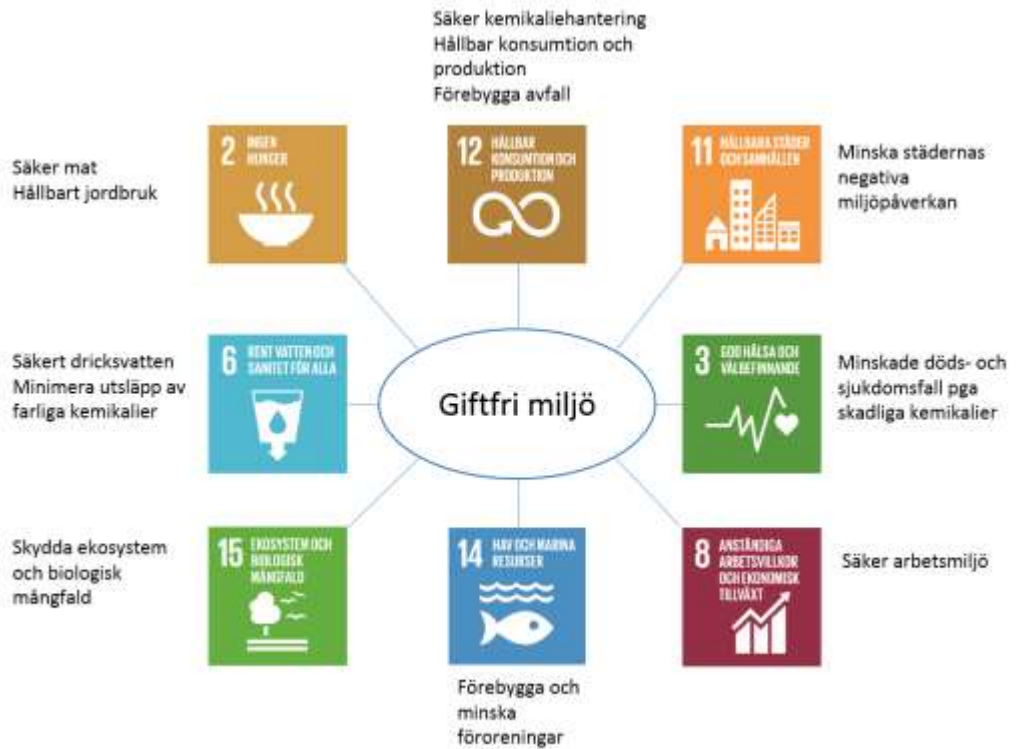 Säker kemikaliehantering
Hållbar konsumtion och
produktion
Förebygga avfall
Säker mat
Hållbart jordbruk
2 INGEN
HUNGER
12 HÅLLBAR
KONSUMTION OCH
PRODUKTION
11 HÅLLBARA STÄDER
OCH SAMHÄLLEN
Minska städernas
negativa
miljöpåverkan
Säkert dricksvatten
Minimera utsläpp av
farliga kemikalier
6 RENT VATTEN OCH
SANITET FÖR ALLA
Giftfri miljö
3 GOD HÄLSA OCH
VÄLBEFINNANDE
Minskade döds- och
sjukdomsfall pga
skadliga kemikalier
Skydda ekosystem
och biologisk
mångfald
15 EKOSYSTEM OCH
BIOLOGISK
MÅNGFALD
14 HAV OCH MARINA
RESURSER
8 ANSTÄNDIGA
ARBETSVILLKOR
OCH EKONOMISK
TILLVÄXT
Säker arbetsmiljö
Förebygga och
minska
föroreningar